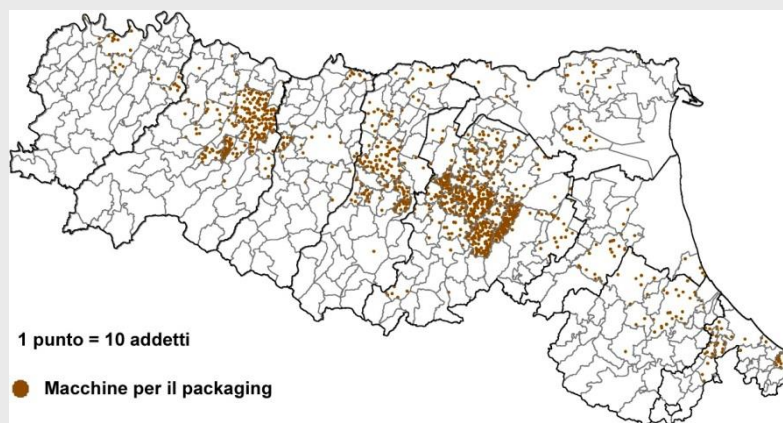 1 punto = 10 addetti
Macchine per il packaging